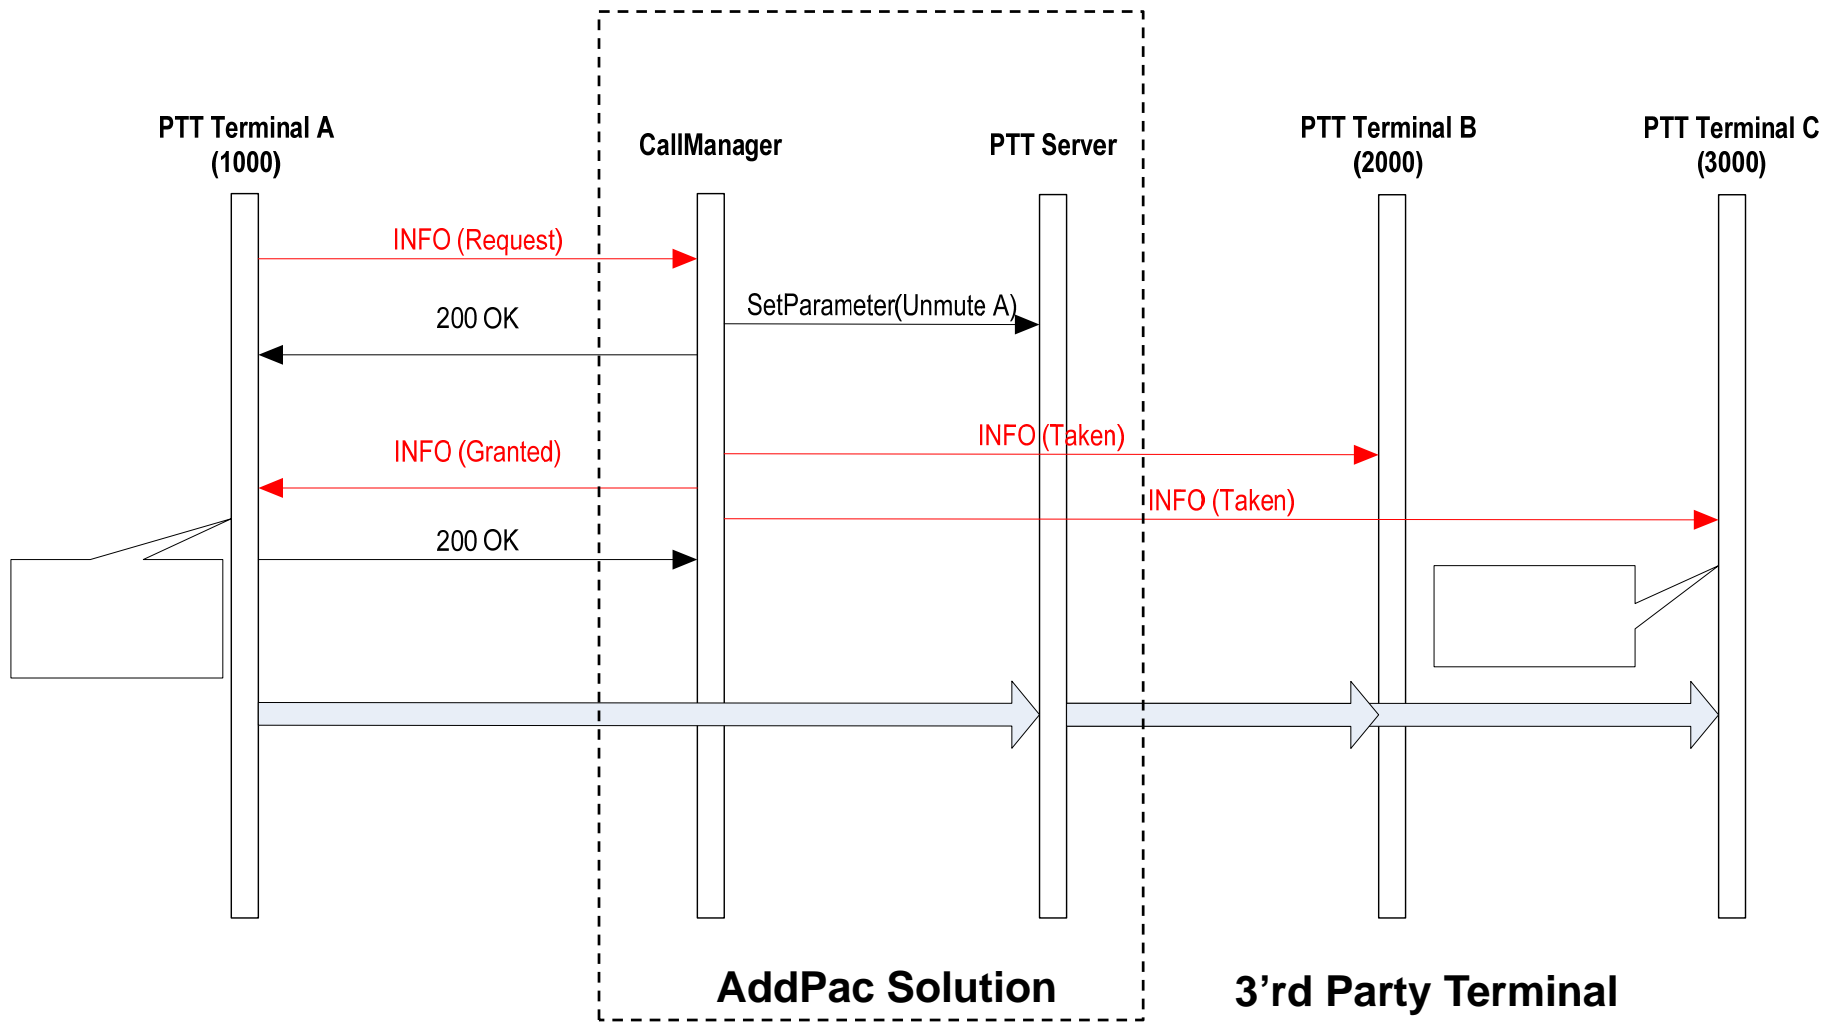 PTT Terminal A
(1000)
CallManager
PTT Server
PTT Terminal B
(2000)
PTT Terminal C
(3000)
INFO (Request)
SetParameter(Unmute A)
200 OK
INFO (Taken)
INFO (Granted)
INFO (Taken)
200 OK
AddPac Solution
3’rd Party Terminal